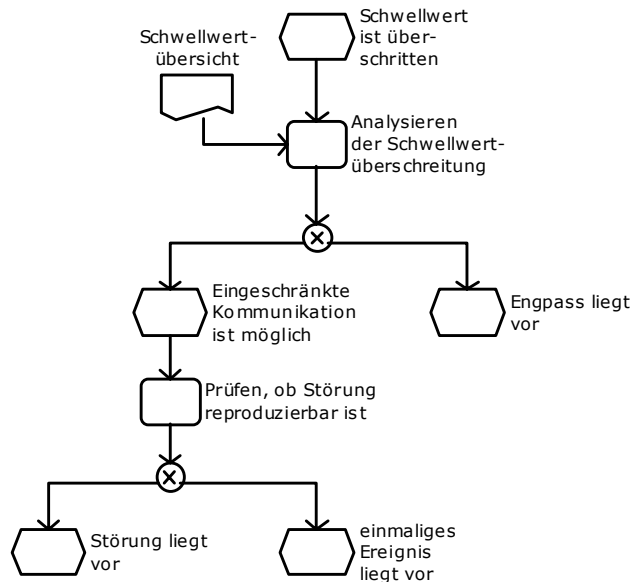 Schwellwert
ist über-
schritten
Schwellwert-
übersicht
Analysieren
der Schwellwert-
überschreitung
Eingeschränkte
Kommunikation
ist möglich
Engpass liegt
vor
Prüfen, ob Störung
reproduzierbar ist
Störung liegt
vor
einmaliges
Ereignis
liegt vor